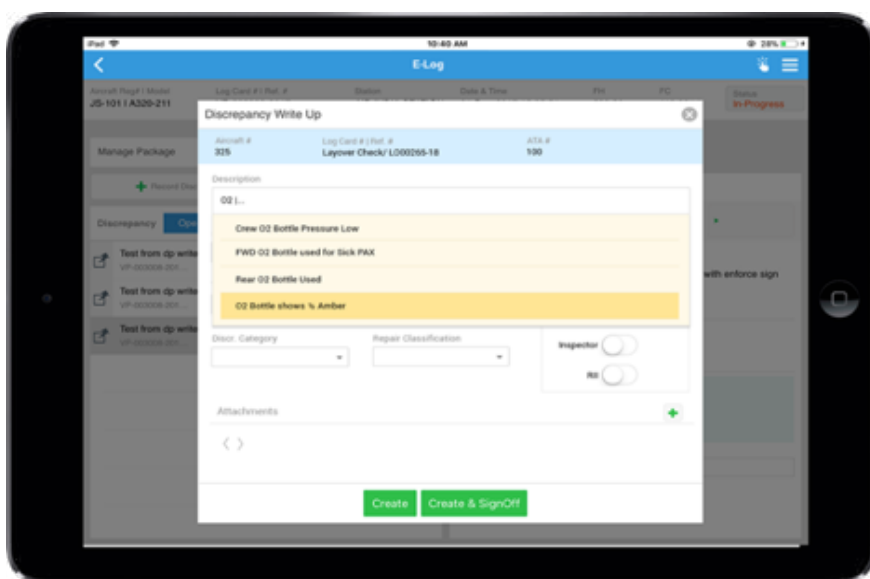 iPad
10:40 AM
28%
E-Log
Aircraft Reg# | Model
Log Card # | Ref. #
Station
Date & Time
FH
FC
Status
JS-101 | A320-211
In-Progress
Discrepancy Write Up
Manage Package
Aircraft #
Log Card # | Ref. #
ATA #
325
Layover Check/ L000265-18
100
Record Disc
Description
O2 |...
Discrepancy
Ope
Crew O2 Bottle Pressure Low
FWD O2 Bottle used for Sick PAX
Rear O2 Bottle Used
O2 Bottle shows ¾ Amber
Test from dp write
Test from dp write
Test from dp write
with enforce sign
Discr. Category
Repair Classification
Inspector
RII
Attachments
Create
Create & SignOff